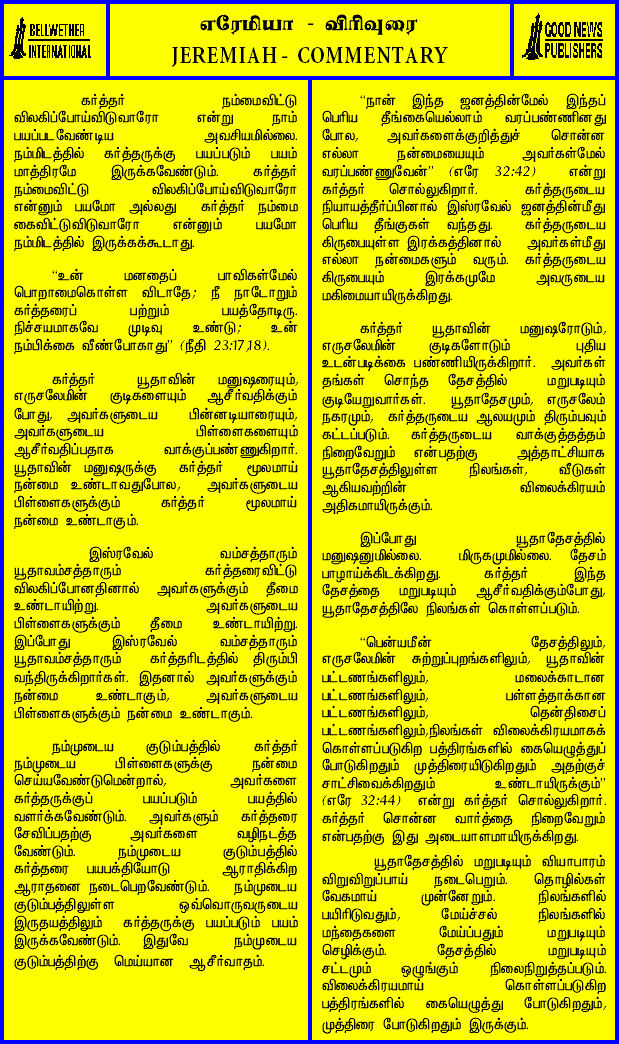 BELLWETHER
INTERNATIONAL
எரேமியா - விரிவுரை
JEREMIAH - COMMENTARY
GOOD NEWS
PUBLISHERS
கர்த்தர் நம்மைவிட்டு
விலகிப்போய்விடுவாரோ என்று நாம்
பயப்படவேண்டிய அவசியமில்லை.
நம்மிடத்தில் கர்த்தருக்கு பயப்படும் பயம்
மாத்திரமே இருக்கவேண்டும். கர்த்தர்
நம்மைவிட்டு விலகிப்போய்விடுவாரோ
என்னும் பயமோ அல்லது கர்த்தர் நம்மை
கைவிட்டுவிடுவாரோ என்னும் பயமோ
நம்மிடத்தில் இருக்கக்கூடாது.
“உன் மனதைப் பாவிகள்மேல்
பொறாமைகொள்ள விடாதே; நீ நாடோறும்
கர்த்தரைப் பற்றும் பயத்தோடிரு.
நிச்சயமாகவே முடிவு உண்டு; உன்
நம்பிக்கை வீண்போகாது” (நீதி 23:17,18).
கர்த்தர் யூதாவின் மனுஷரையும்,
எருசலேமின் குடிகளையும் ஆசீர்வதிக்கும்
போது, அவர்களுடைய பின்னடியாரையும்,
அவர்களுடைய பிள்ளைகளையும்
ஆசீர்வதிப்பதாக வாக்குப்பண்ணுகிறார்.
யூதாவின் மனுஷருக்கு கர்த்தர் மூலமாய்
நன்மை உண்டாவதுபோல, அவர்களுடைய
பிள்ளைகளுக்கும் கர்த்தர் மூலமாய்
நன்மை உண்டாகும்.
இஸ்ரவேல் வம்சத்தாரும்
யூதாவம்சத்தாரும் கர்த்தரைவிட்டு
விலகிப்போனதினால் அவர்களுக்கும் தீமை
உண்டாயிற்று. அவர்களுடைய
பிள்ளைகளுக்கும் தீமை உண்டாயிற்று.
இப்போது இஸ்ரவேல் வம்சத்தாரும்
யூதாவம்சத்தாரும் கர்த்தரிடத்தில் திரும்பி
வந்திருக்கிறார்கள். இதனால் அவர்களுக்கும்
நன்மை உண்டாகும், அவர்களுடைய
பிள்ளைகளுக்கும் நன்மை உண்டாகும்.
நம்முடைய குடும்பத்தில் கர்த்தர்
நம்முடைய பிள்ளைகளுக்கு நன்மை
செய்யவேண்டுமென்றால், அவர்களை
கர்த்தருக்குப் பயப்படும் பயத்தில்
வளர்க்கவேண்டும். அவர்களும் கர்த்தரை
சேவிப்பதற்கு அவர்களை வழிநடத்த
வேண்டும். நம்முடைய குடும்பத்தில்
கர்த்தரை பயபக்தியோடு ஆராதிக்கிற
ஆராதனை நடைபெறவேண்டும். நம்முடைய
குடும்பத்திலுள்ள ஒவ்வொருவருடைய
இருதயத்திலும் கர்த்தருக்கு பயப்படும் பயம்
இருக்கவேண்டும். இதுவே நம்முடைய
குடும்பத்திற்கு மெய்யான ஆசீர்வாதம்.
“நான் இந்த ஜனத்தின்மேல் இந்தப்
பெரிய தீங்கையெல்லாம் வரப்பண்ணினது
போல, அவர்களைக்குறித்துச் சொன்ன
எல்லா நன்மையையும் அவர்கள்மேல்
வரப்பண்ணுவேன்” (எரே 32:42) என்று
கர்த்தர் சொல்லுகிறார். கர்த்தருடைய
நியாயத்தீர்ப்பினால் இஸ்ரவேல் ஜனத்தின்மீது
பெரிய தீங்குகள் வந்தது. கர்த்தருடைய
கிருபையுள்ள இரக்கத்தினால் அவர்கள்மீது
எல்லா நன்மைகளும் வரும். கர்த்தருடைய
கிருபையும் இரக்கமுமே அவருடைய
மகிமையாயிருக்கிறது.
கர்த்தர் யூதாவின் மனுஷரோடும்,
எருசலேமின் குடிகளோடும் புதிய
உடன்படிக்கை பண்ணியிருக்கிறார். அவர்கள்
தங்கள் சொந்த தேசத்தில் மறுபடியும்
குடியேறுவார்கள். யூதாதேசமும், எருசலேம்
நகரமும், கர்த்தருடைய ஆலயமும் திரும்பவும்
கட்டப்படும். கர்த்தருடைய வாக்குத்தத்தம்
நிறைவேறும் என்பதற்கு அத்தாட்சியாக
யூதாதேசத்திலுள்ள நிலங்கள், வீடுகள்
ஆகியவற்றின் விலைக்கிரயம்
அதிகமாயிருக்கும்.
இப்போது யூதாதேசத்தில்
மனுஷனுமில்லை. மிருகமுமில்லை. தேசம்
பாழாய்க்கிடக்கிறது. கர்த்தர் இந்த
தேசத்தை மறுபடியும் ஆசீர்வதிக்கும்போது,
யூதாதேசத்திலே நிலங்கள் கொள்ளப்படும்.
“பென்யமீன் தேசத்திலும்,
எருசலேமின் சுற்றுப்புறங்களிலும், யூதாவின்
பட்டணங்களிலும், மலைக்காடான
பட்டணங்களிலும், பள்ளத்தாக்கான
பட்டணங்களிலும், தென்திசைப்
பட்டணங்களிலும்,நிலங்கள் விலைக்கிரயமாகக்
கொள்ளப்படுகிற பத்திரங்களில் கையெழுத்துப்
போடுகிறதும் முத்திரையிடுகிறதும் அதற்குச்
சாட்சிவைக்கிறதும் உண்டாயிருக்கும்”
(எரே 32:44) என்று கர்த்தர் சொல்லுகிறார்.
கர்த்தர் சொன்ன வார்த்தை நிறைவேறும்
என்பதற்கு இது அடையாளமாயிருக்கிறது.
யூதாதேசத்தில் மறுபடியும் வியாபாரம்
விறுவிறுப்பாய் நடைபெறும். தொழில்கள்
வேகமாய் முன்னேறும். நிலங்களில்
பயிரிடுவதும், மேய்ச்சல் நிலங்களில்
மந்தைகளை மேய்ப்பதும் மறுபடியும்
செழிக்கும். தேசத்தில் மறுபடியும்
சட்டமும் ஒழுங்கும் நிலைநிறுத்தப்படும்.
விலைக்கிரயமாய் கொள்ளப்படுகிற
பத்திரங்களில் கையெழுத்து போடுகிறதும்,
முத்திரை போடுகிறதும் இருக்கும்.